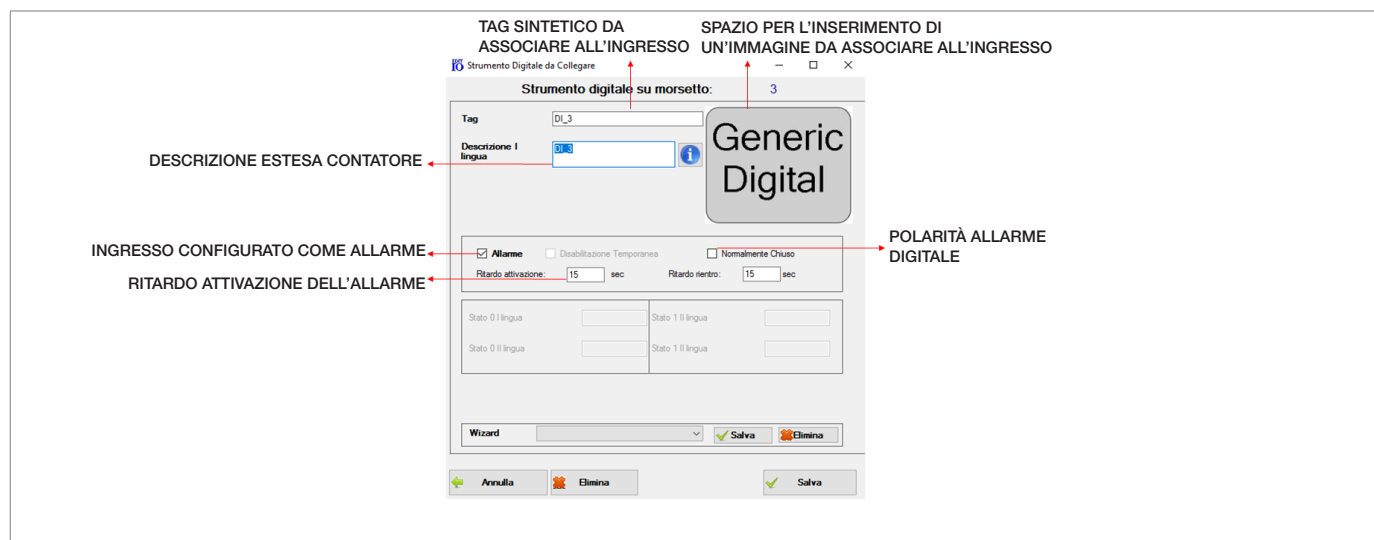 TAG SINTETICO DA
ASSOCIARE ALL'INGRESSO
SPAZIO PER L'INSERIMENTO DI
UN'IMMAGINE DA ASSOCIARE ALL'INGRESSO
Strumento Digitale da Collegare
Strumento digitale su morsetto: 3
Tag DI_3
Generic
Digital
Descrizione I
lingua
DI_3
DESCRIZIONE ESTESA CONTATORE
INGRESSO CONFIGURATO COME ALLARME
Allarme Disabilitazione Temporanea Normalmente Chiuso
POLARITÀ ALLARME
DIGITALE
RITARDO ATTIVAZIONE DELL'ALLARME
Ritardo attivazione: 15 sec Ritardo rientro: 15 sec
Stato 0 I lingua Stato 1 II lingua
Stato 0 II lingua Stato 1 II lingua
Wizard Salva Elimina
Annulla Elimina Salva